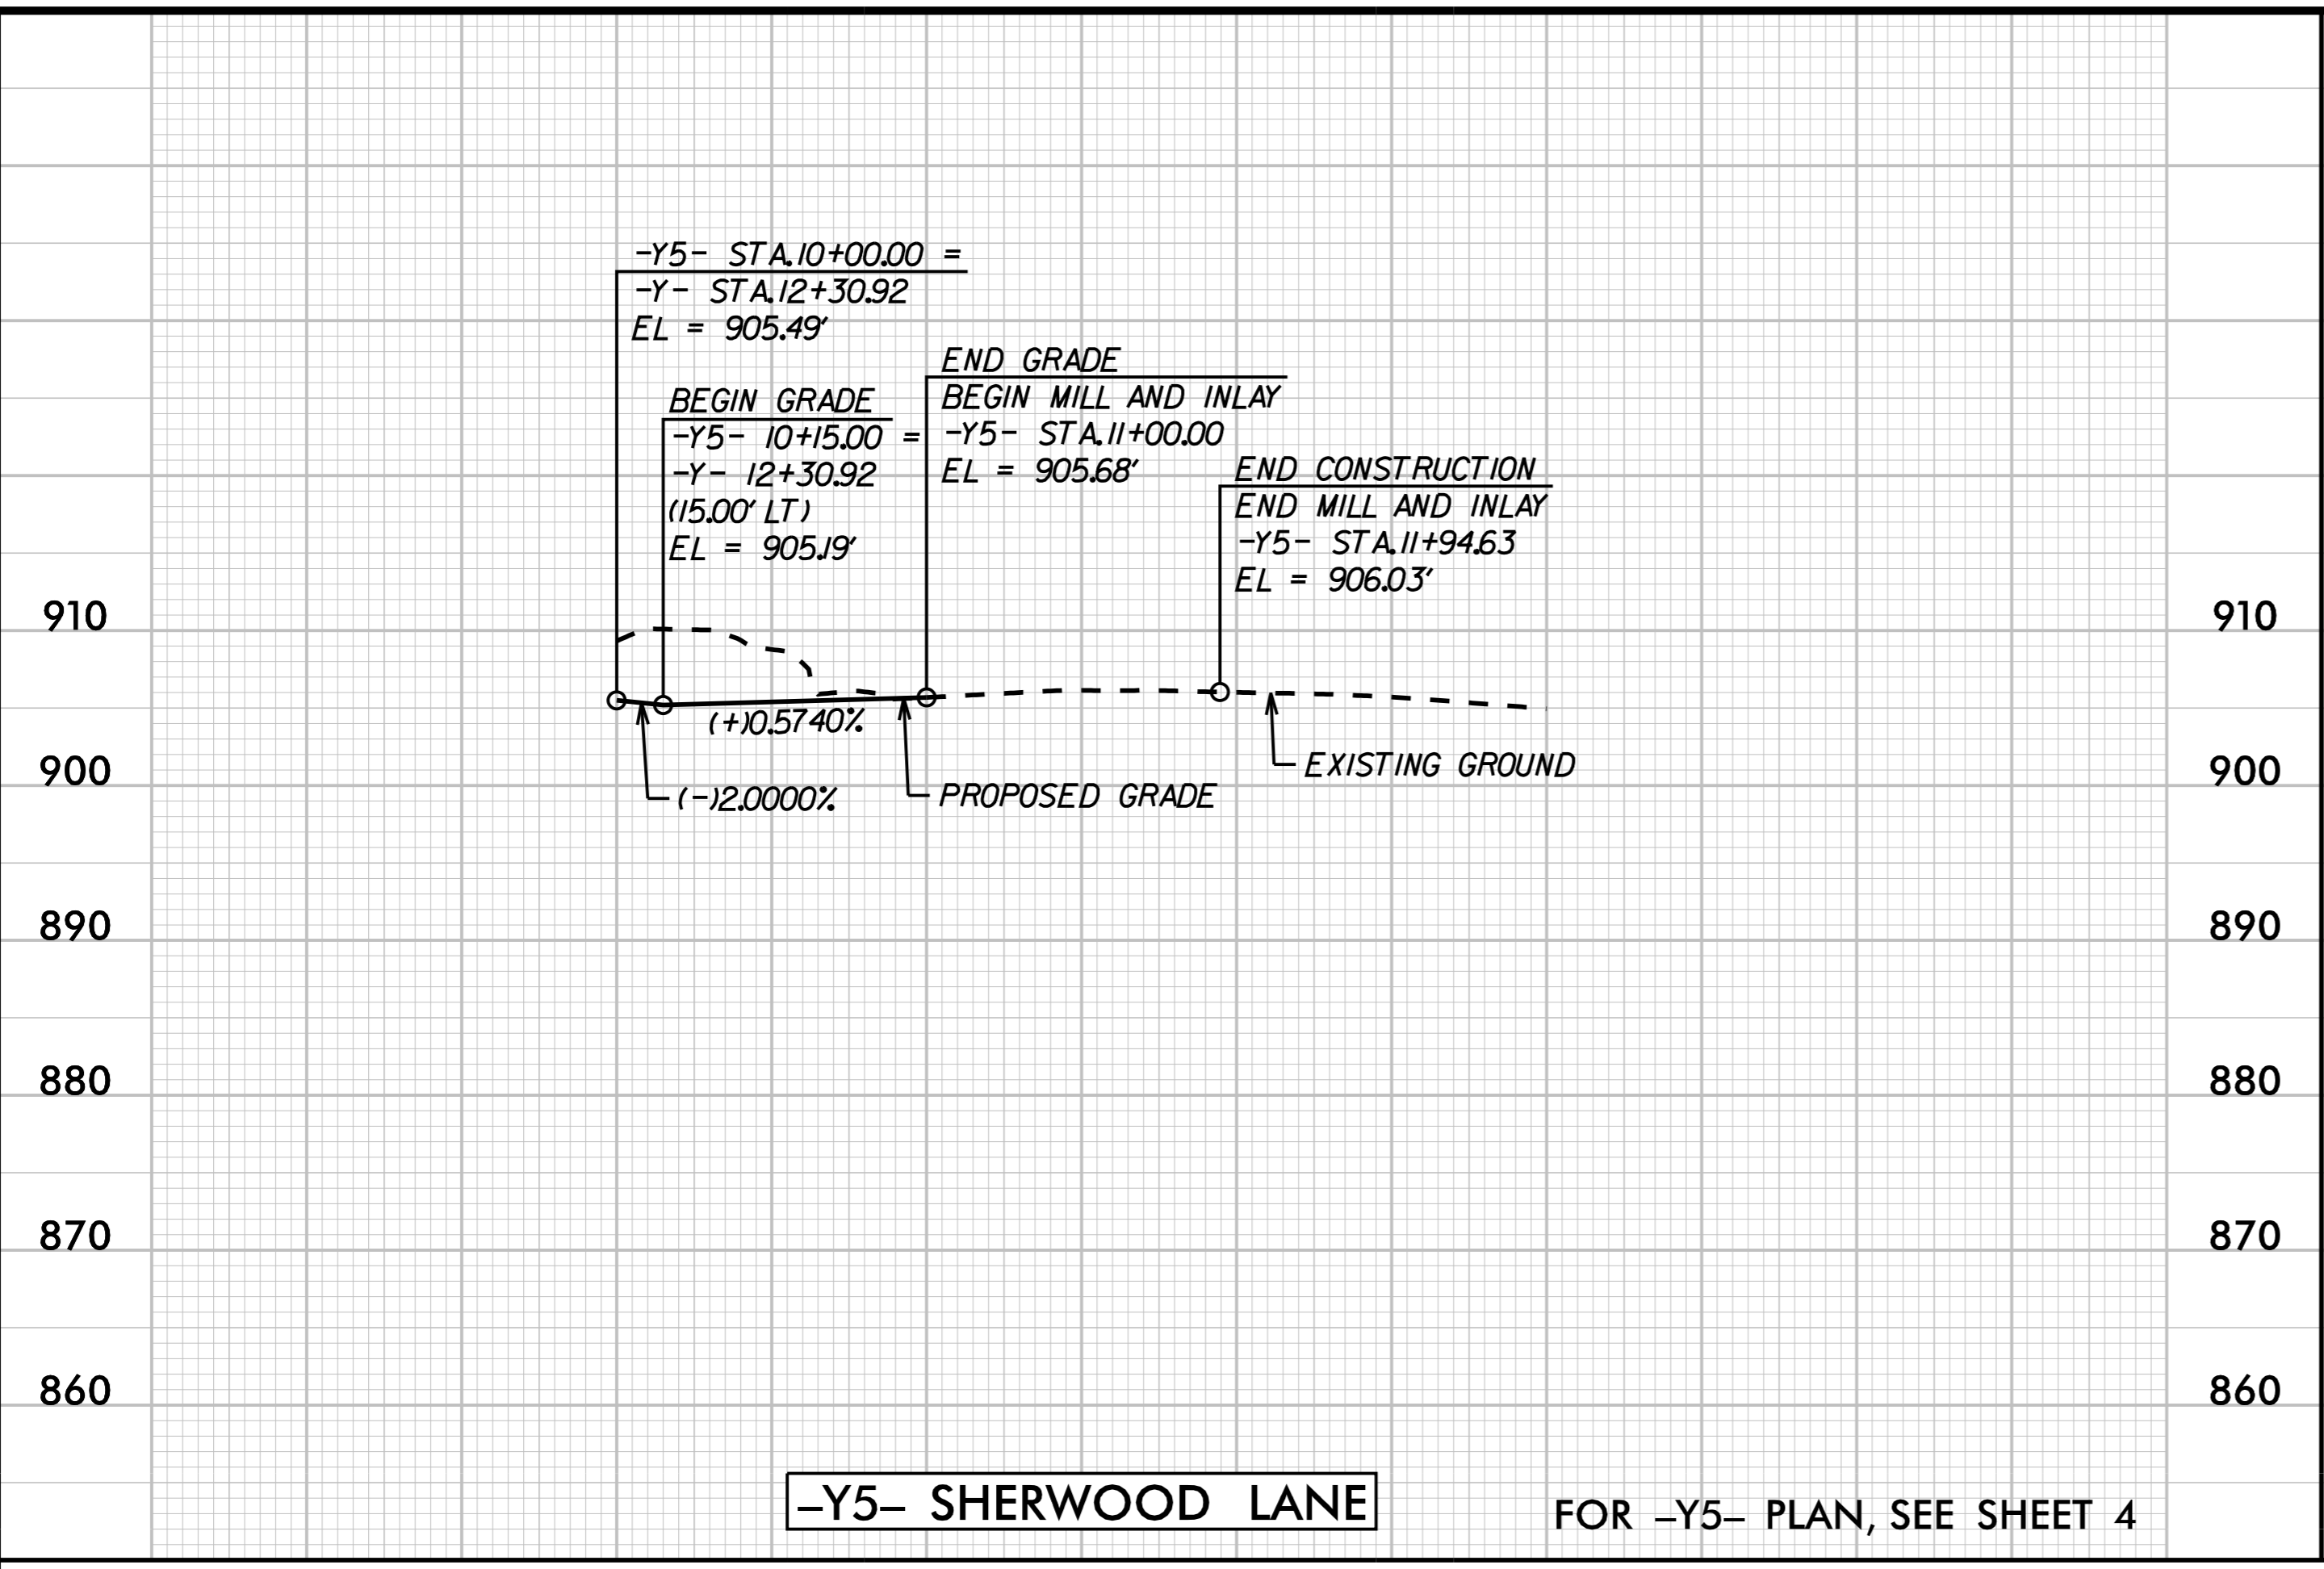 -Y5- STA. 10+00.00 =
-Y- STA. 12+30.92
EL = 905.49'
BEGIN GRADE
-Y5- 10+15.00 =
-Y- 12+30.92
(15.00' LT)
EL = 905.19'
END GRADE
BEGIN MILL AND INLAY
-Y5- STA. 11+00.00
EL = 905.68'
END CONSTRUCTION
END MILL AND INLAY
-Y5- STA. 11+94.63
EL = 906.03'
910
910
(+)0.5740%
EXISTING GROUND
900
900
(-)2.0000%
PROPOSED GRADE
890
890
880
880
870
870
860
860
-Y5- SHERWOOD LANE
FOR -Y5- PLAN, SEE SHEET 4